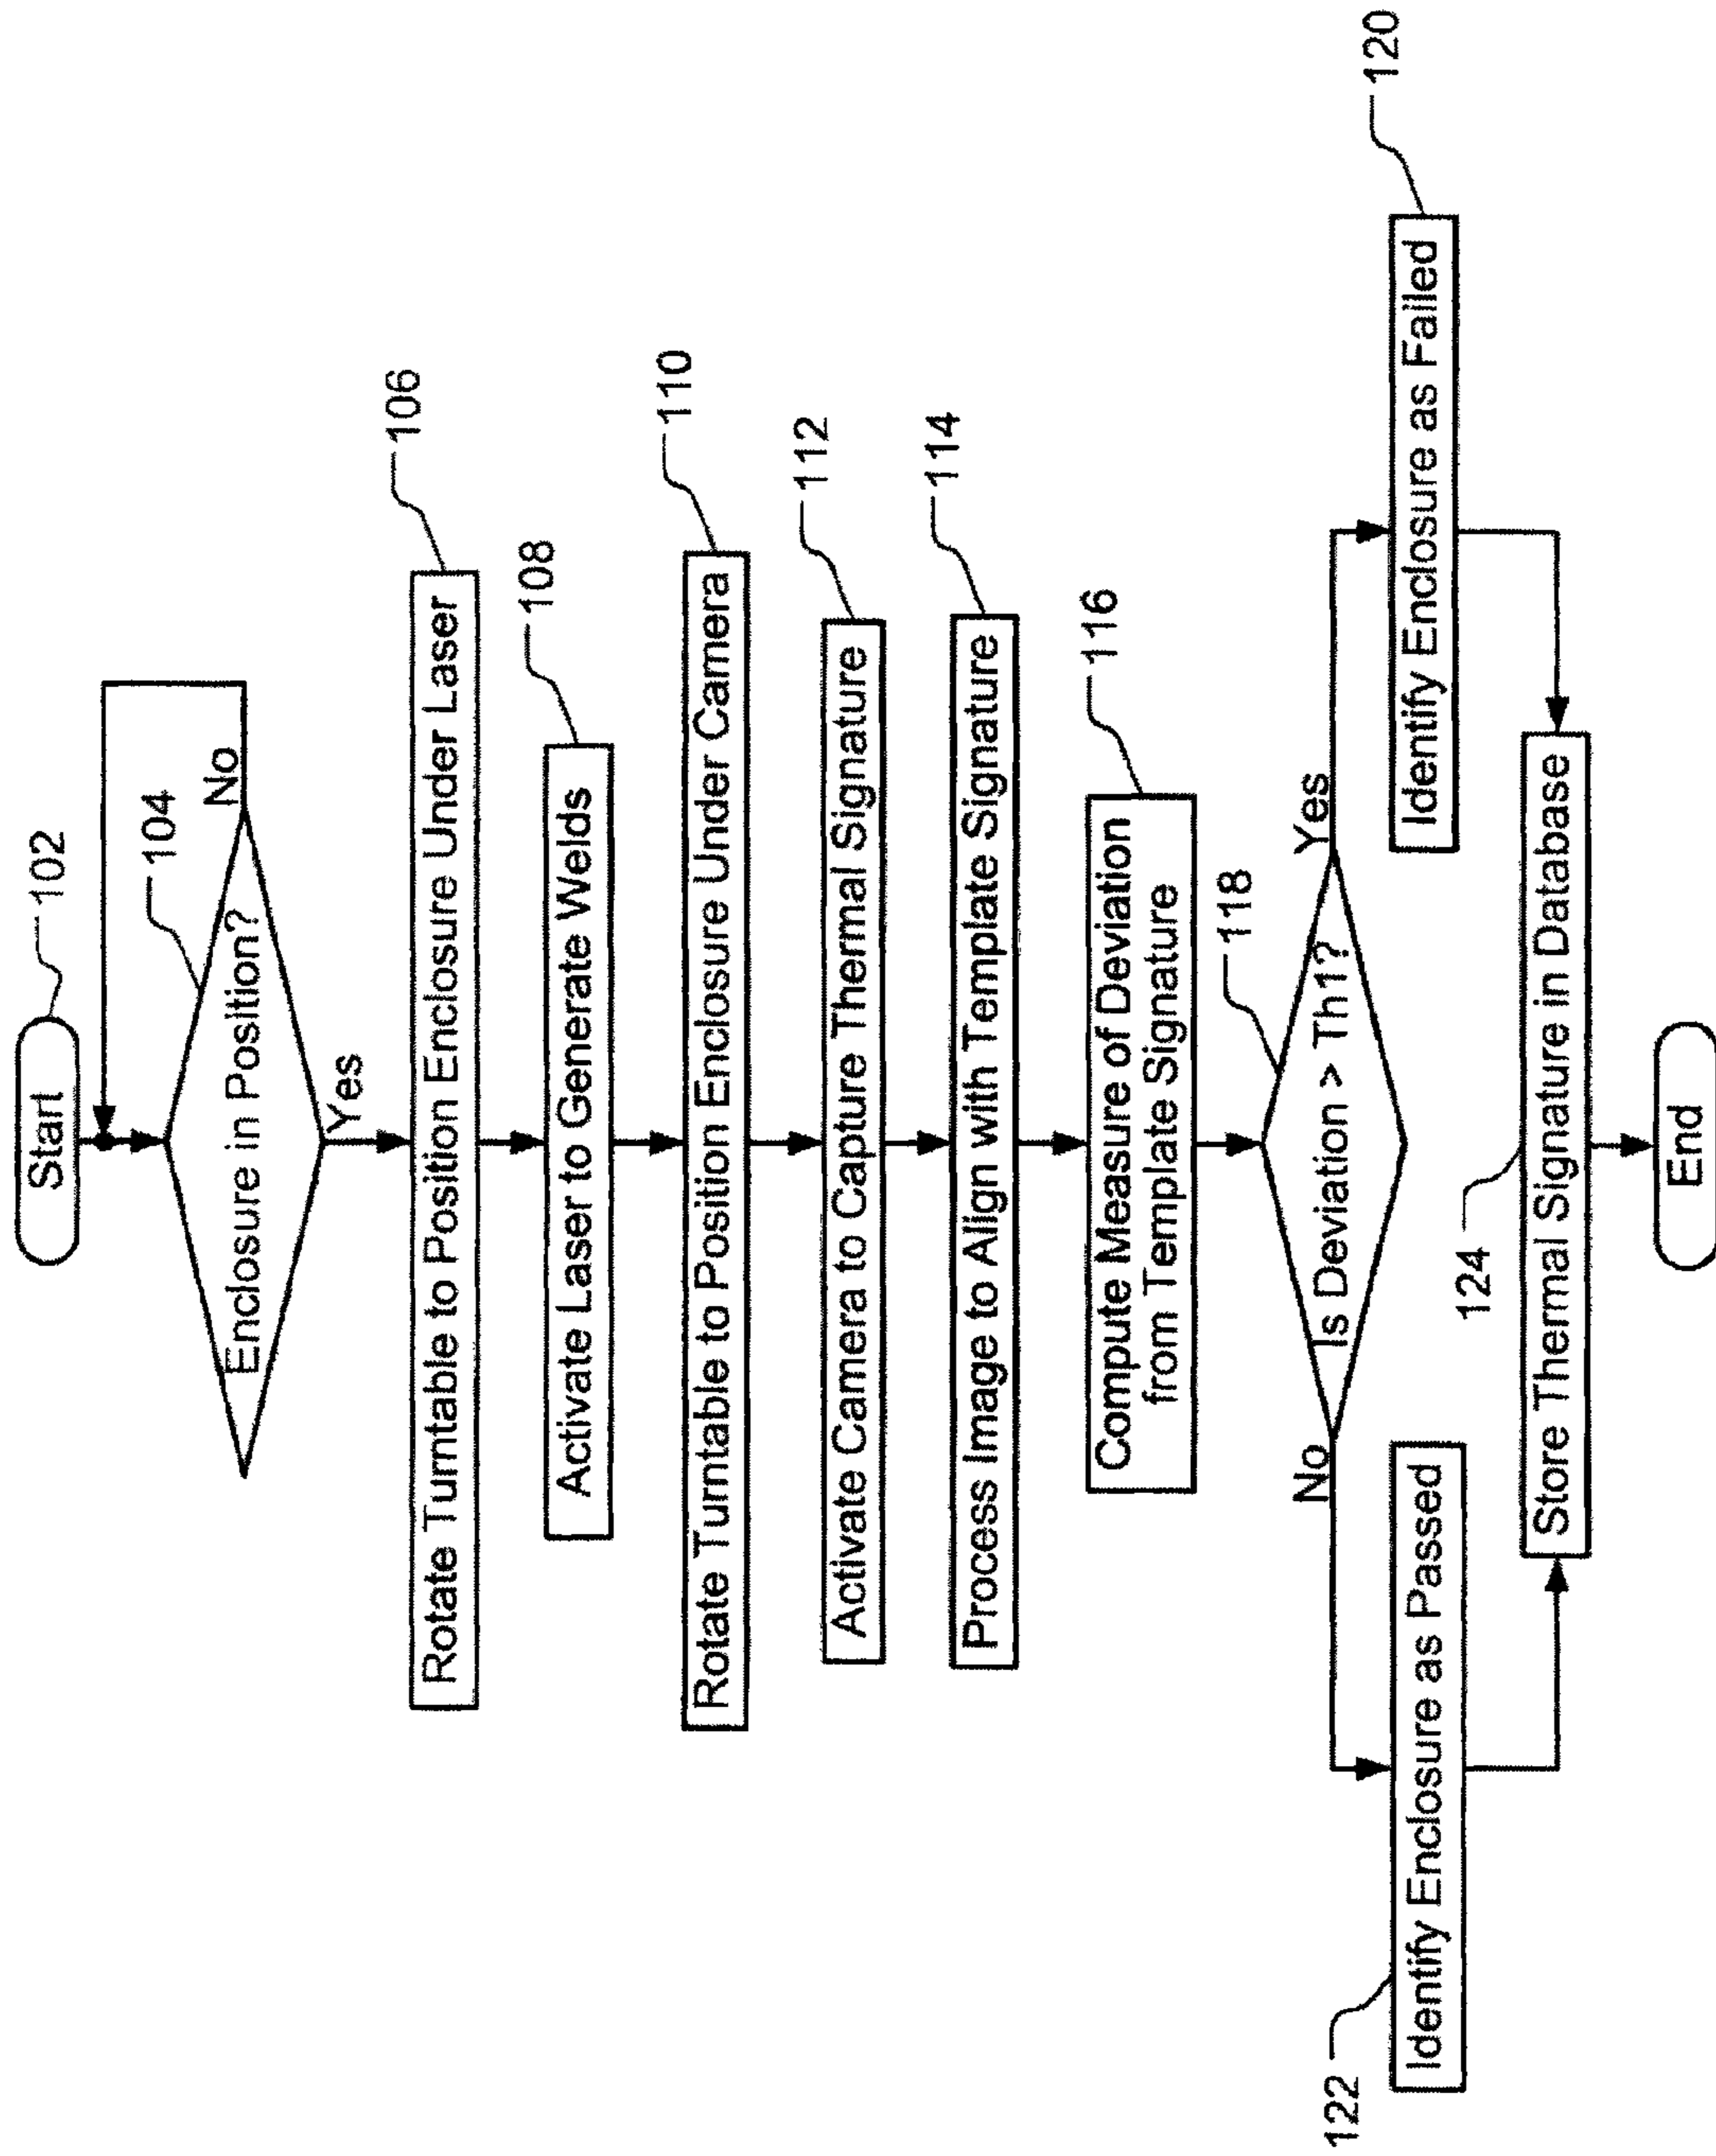 Start
102
Enclosure in Position?
104
No
Yes
Rotate Turntable to Position Enclosure Under Laser
106
Activate Laser to Generate Welds
108
Rotate Turntable to Position Enclosure Under Camera
110
Activate Camera to Capture Thermal Signature
112
Process Image to Align with Template Signature
114
Compute Measure of Deviation
from Template Signature
116
Is Deviation > Th1?
118
No
Yes
122
Identify Enclosure as Passed
Identify Enclosure as Failed
120
124
Store Thermal Signature in Database
End